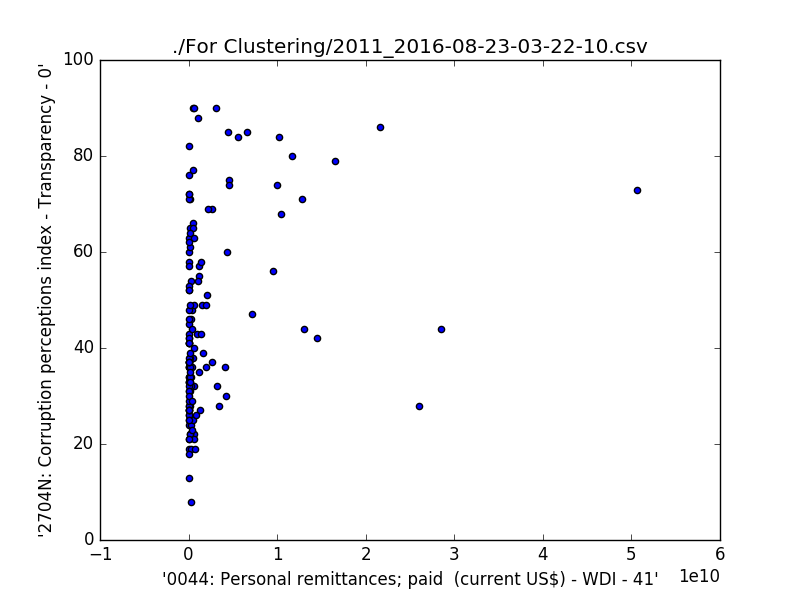 ./For Clustering/2011_2016-08-23-03-22-10.csv
100
80
60
40
20
0
'2704N: Corruption perceptions index - Transparency - 0'
−1 0 1 2 3 4 5 6
1e10
'0044: Personal remittances; paid  (current US$) - WDI - 41'